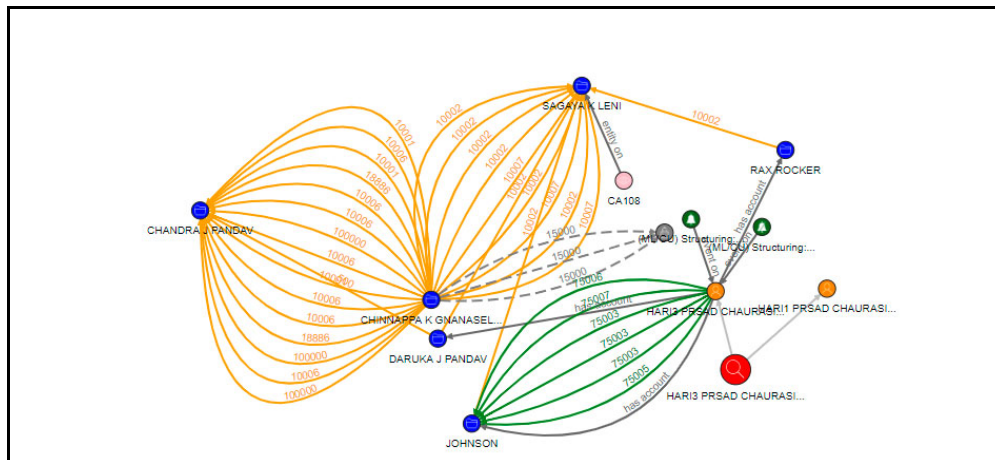 SAGAYA K LENI
10002
RAX ROCKER
entity on
CA108
has account
10001
10006
10001
18886
10006
10006
100000
10006
10006
10006
18886
100000
10006
100000
10002
10002
10002
10002
10002
10007
10002
10002
10007
10002
10007
CHANDRA J PANDAV
15000
15000
15000
(ML/CU) Structuring:...
(ML/CU) Structuring:...
CHINNAPPA K GNANASEL...
75006
75007
75003
75003
75003
75005
has account
HARI3 PRSAD CHAURASI...
HARI1 PRSAD CHAURASI...
DARUKA J PANDAV
HARI3 PRSAD CHAURASI...
has account
JOHNSON